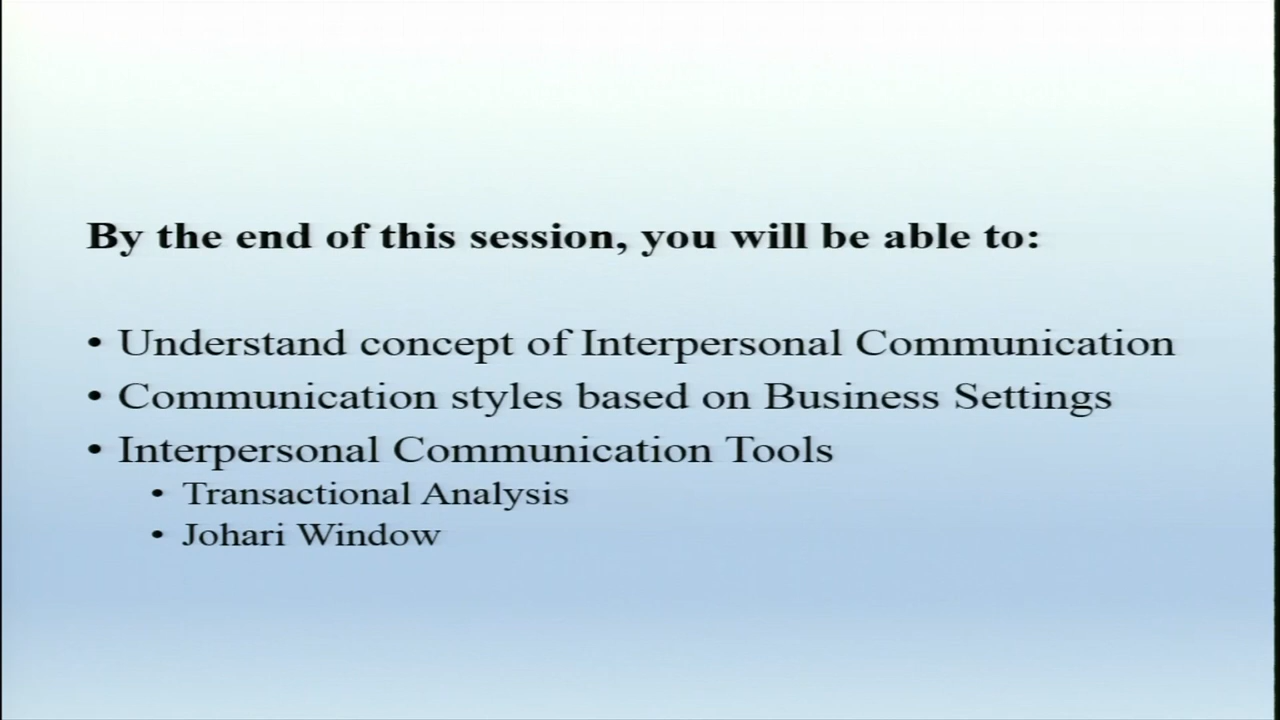 By the end of this session, you will be able to:
• Understand concept of Interpersonal Communication
• Communication styles based on Business Settings
• Interpersonal Communication Tools
• Transactional Analysis
• Johari Window